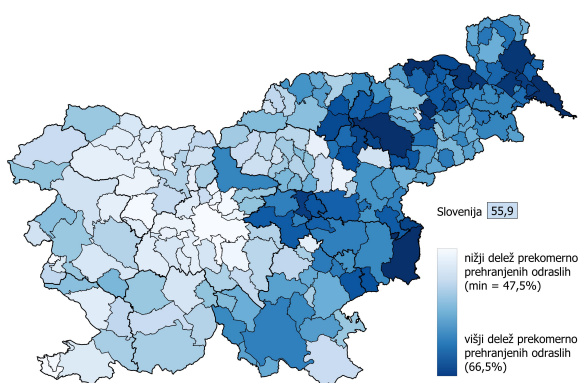 Slovenija 55,9
nižji delež prekomerno
prehranjenih odraslih
(min = 47,5%)
višji delež prekomerno
prehranjenih odraslih
(66,5%)